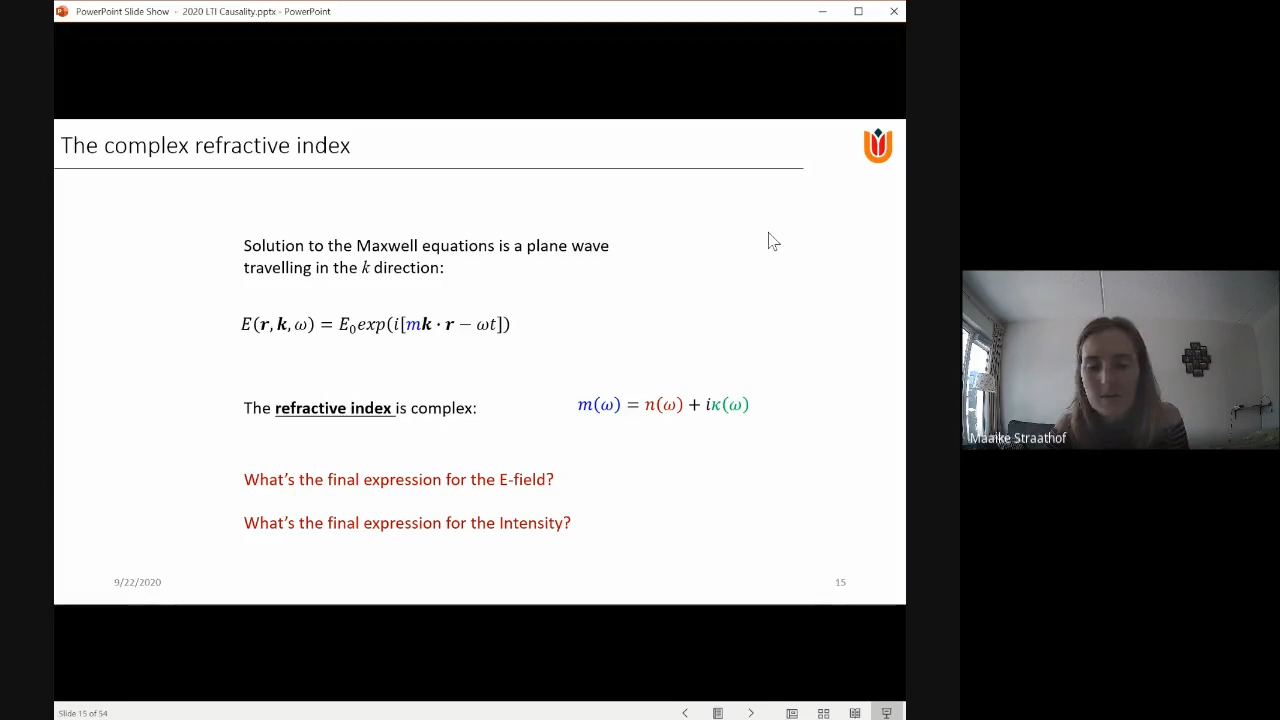 PowerPoint Slide Show - 2020 LTI Causality.pptx - PowerPoint
The complex refractive index
Solution to the Maxwell equations is a plane wave
travelling in the k direction:
E(r, k, ω) = E₀exp(i[mk · r − ωt])
The refractive index is complex:
m(ω) = n(ω) + iκ(ω)
What's the final expression for the E-field?
What's the final expression for the Intensity?
9/22/2020
15
Maaike Straathof
Slide 15 of 54